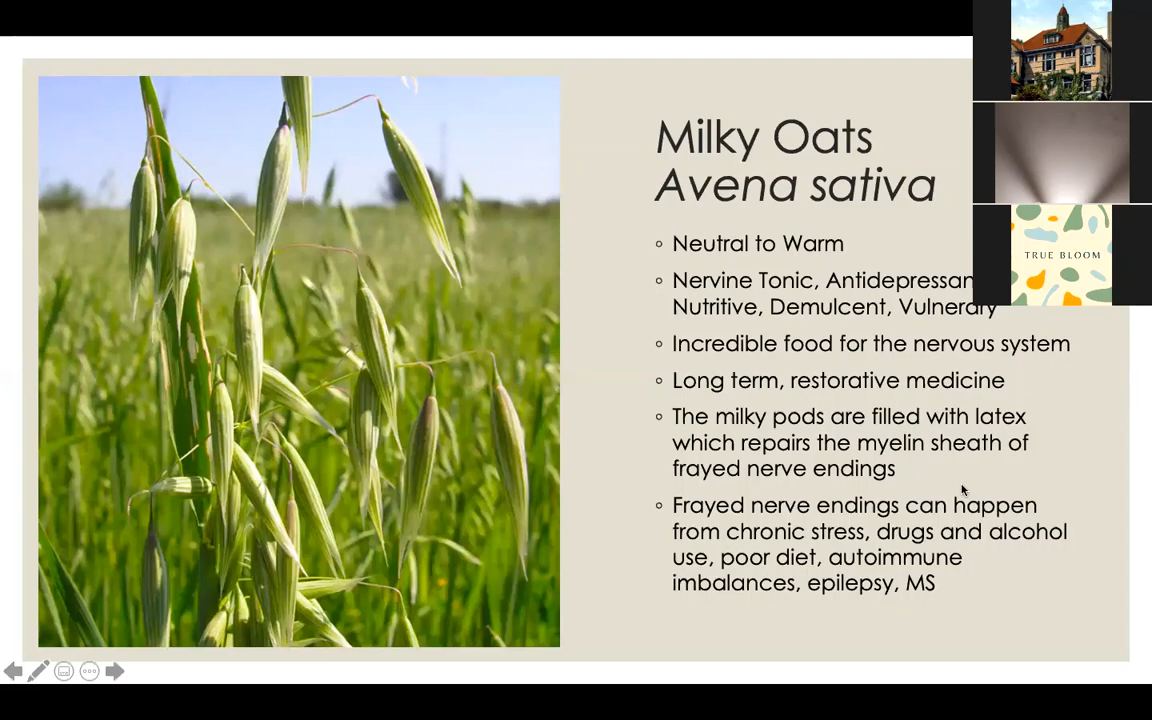 Milky Oats
Avena sativa
Neutral to Warm
Nervine Tonic,
Nutritive, Demulcent, Vulnerary
Incredible food for the nervous system
Long term, restorative medicine
The milky pods are filled with latex
which repairs the myelin sheath of
frayed nerve endings
Frayed nerve endings can happen
from chronic stress, drugs and alcohol
use, poor diet, autoimmune
imbalances, epilepsy, MS
TRUE BLOOM